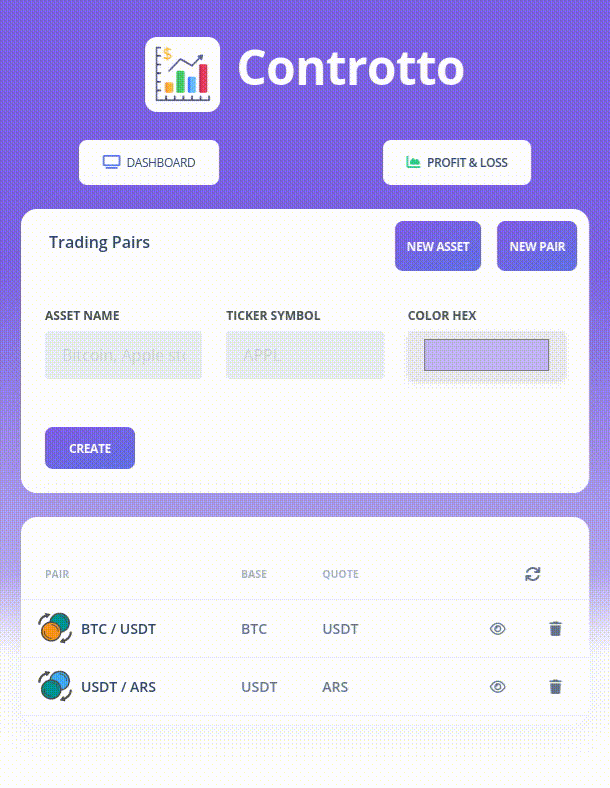 $
Controtto
DASHBOARD
PROFIT & LOSS
Trading Pairs
NEW ASSET
NEW PAIR
ASSET NAME
TICKER SYMBOL
COLOR HEX
Bitcoin, Apple sto
APPL
CREATE
PAIR
BASE
QUOTE
BTC / USDT
BTC
USDT
USDT / ARS
USDT
ARS